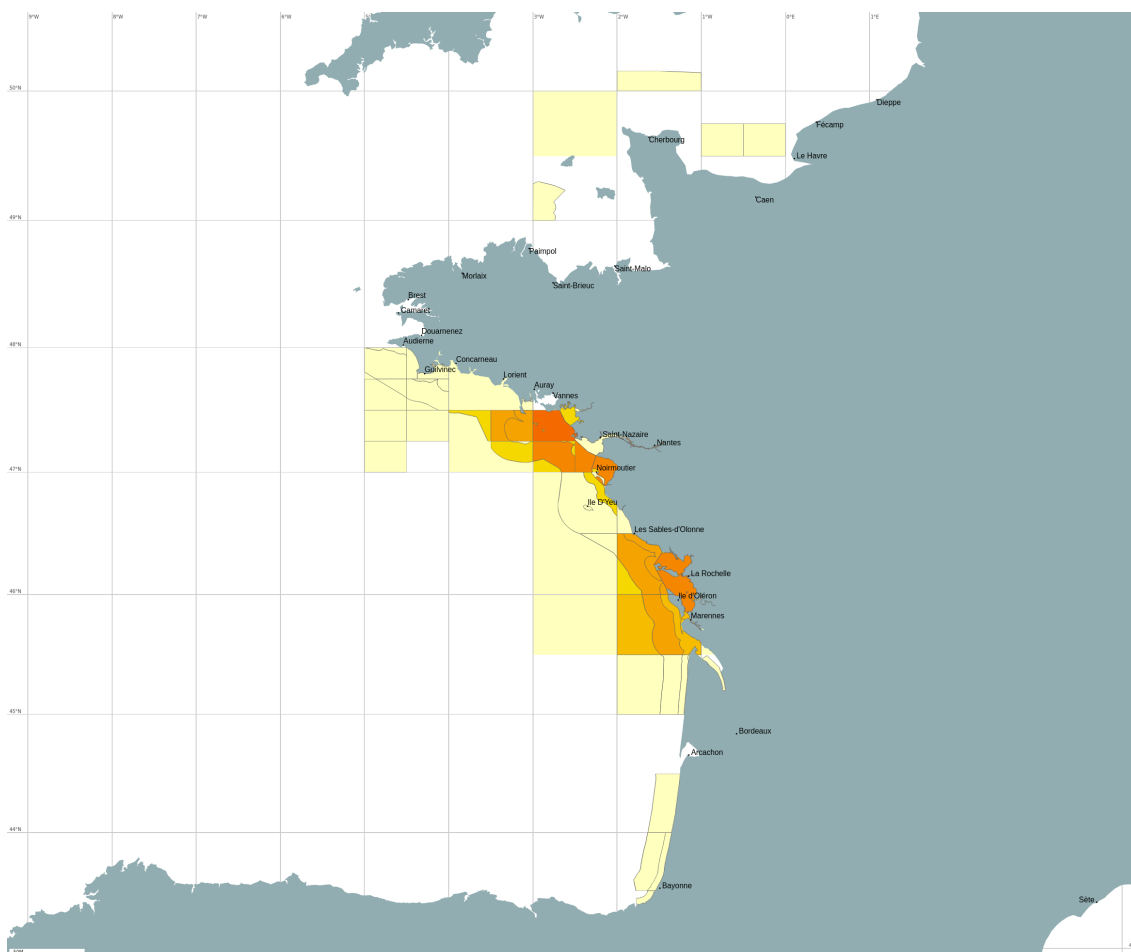 9°W
8°W
7°W
6°W
3°W
2°W
1°W
0°E
1°E
50°N
Dieppe
Fécamp
Cherbourg
Le Havre
Caen
49°N
Paimpol
Saint-Malo
Morlaix
Saint-Brieuc
Brest
Camaret
Douarnenez
Audierne
48°N
Concarneau
Guilvinec
Lorient
Auray
Vannes
Saint-Nazaire
Nantes
47°N
Noirmoutier
Ile D'Yeu
Les Sables-d'Olonne
La Rochelle
46°N
Ile d'Oléron
Marennes
45°N
Bordeaux
Arcachon
44°N
Bayonne
Sète